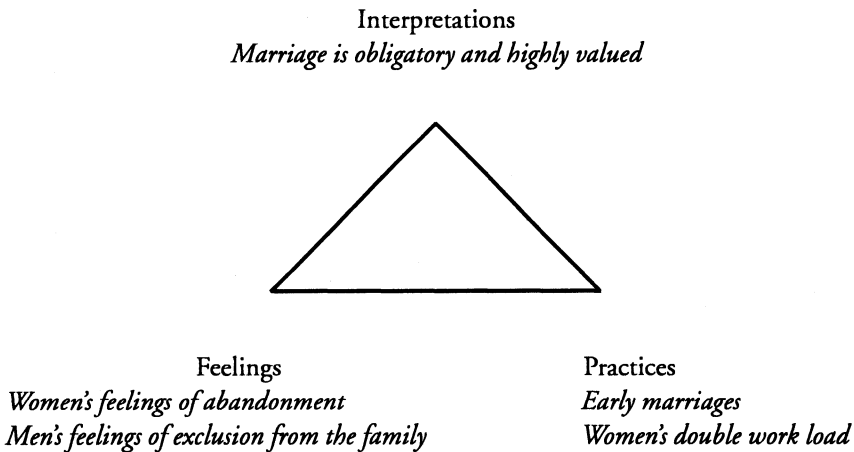 Interpretations
Marriage is obligatory and highly valued
Feelings
Women's feelings of abandonment
Men's feelings of exclusion from the family
Practices
Early marriages
Women's double work load